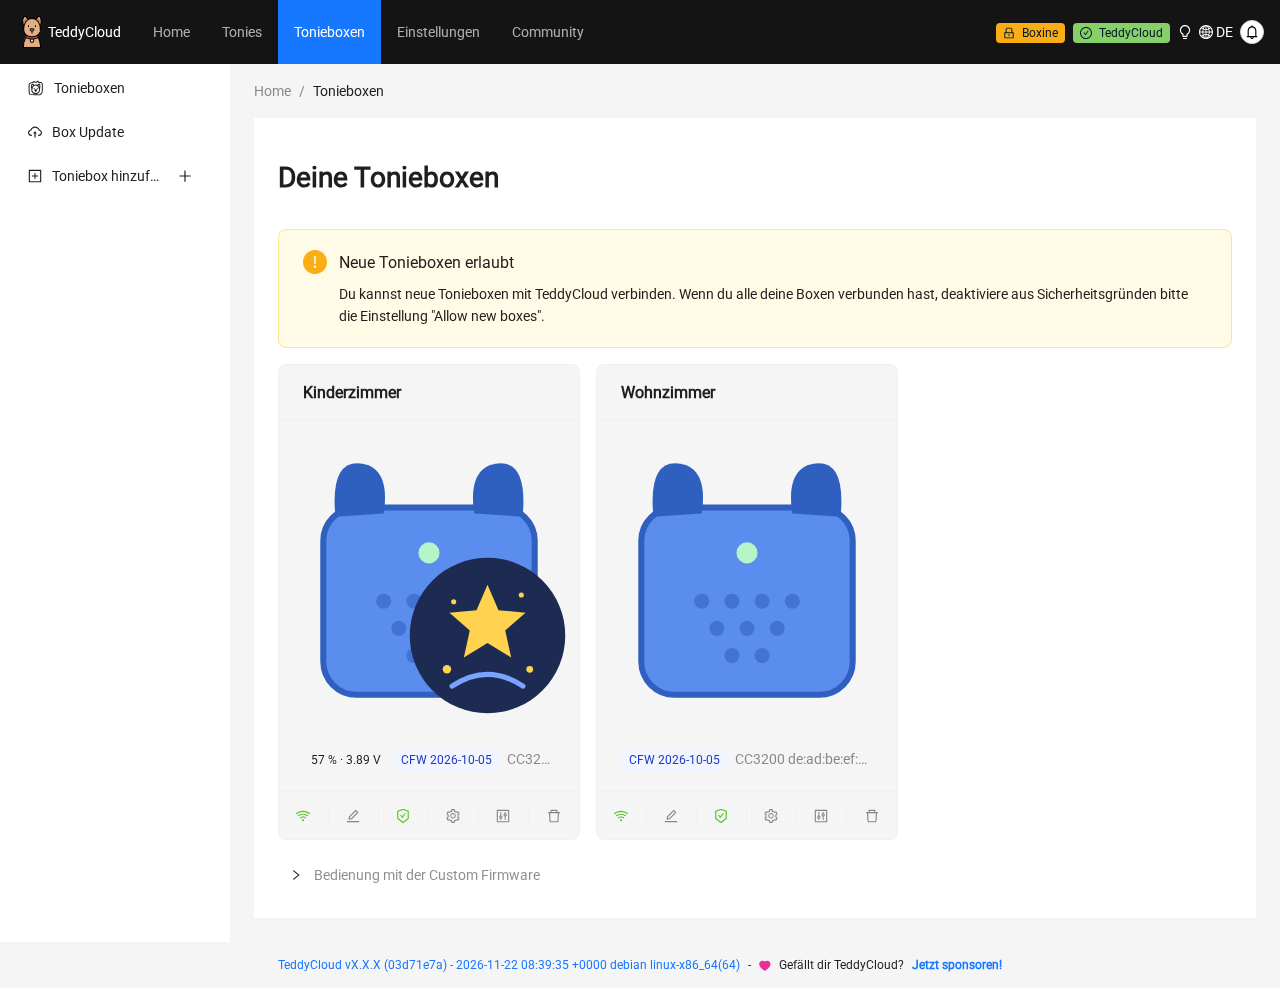 TeddyCloud
Home
Tonies
Tonieboxen
Einstellungen
Community
Boxine
TeddyCloud
DE
Tonieboxen
Box Update
Toniebox hinzuf...
Home / Tonieboxen
Deine Tonieboxen
Neue Tonieboxen erlaubt
Du kannst neue Tonieboxen mit TeddyCloud verbinden. Wenn du alle deine Boxen verbunden hast, deaktiviere aus Sicherheitsgründen bitte
die Einstellung "Allow new boxes".
Kinderzimmer
57 % · 3.89 V
CFW 2026-10-05
CC32...
Wohnzimmer
CFW 2026-10-05
CC3200 de:ad:be:ef:...
Bedienung mit der Custom Firmware
TeddyCloud vX.X.X (03d71e7a) - 2026-11-22 08:39:35 +0000 debian linux-x86_64(64) - Gefällt dir TeddyCloud? Jetzt sponsoren!